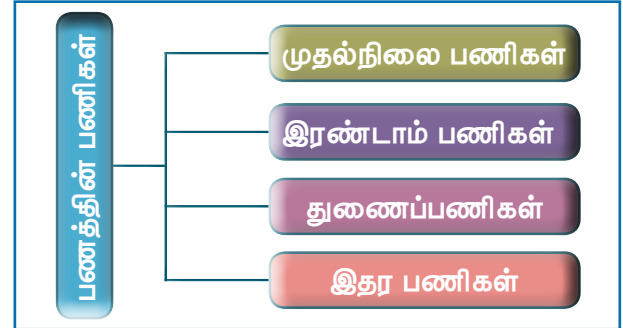 பணத்தின் பணிகள்
முதல்நிலை பணிகள்
இரண்டாம் பணிகள்
துணைப்பணிகள்
இதர பணிகள்